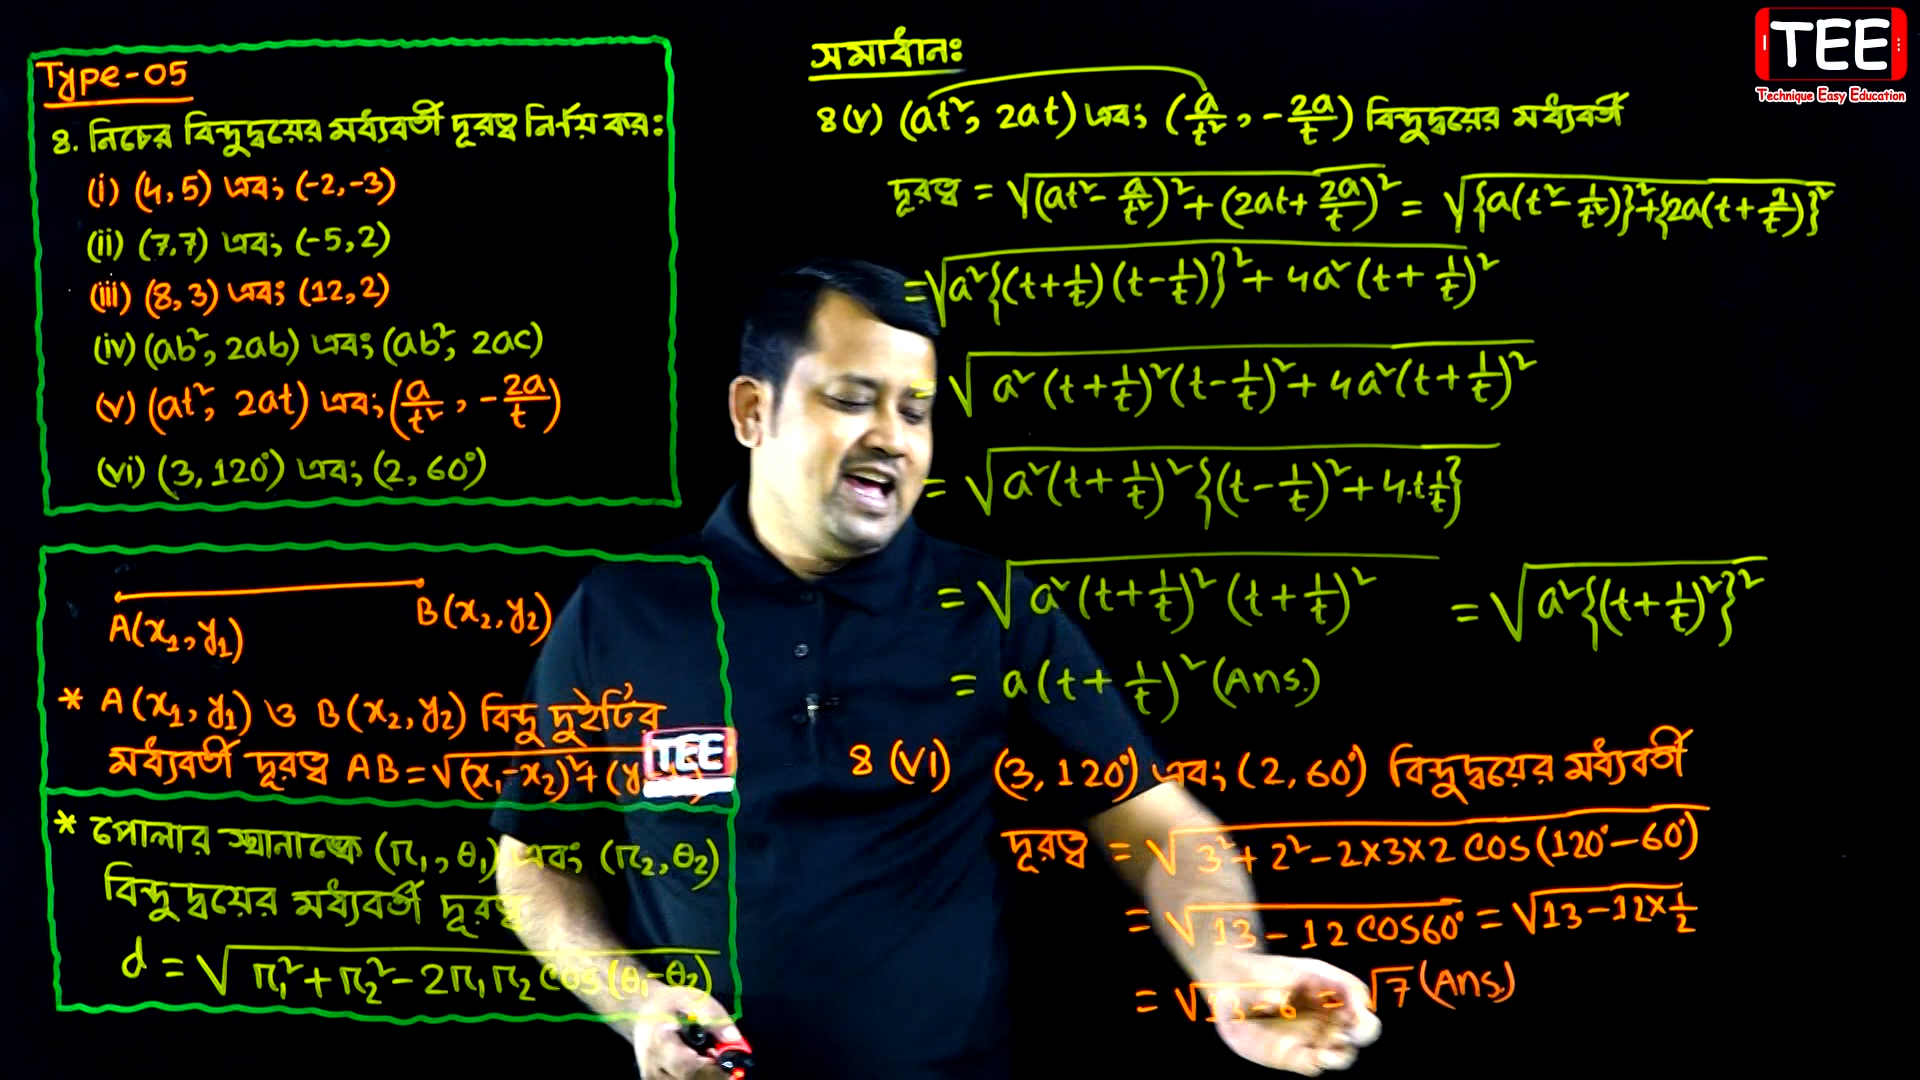 Type-05
8. নিচের বিন্দুদ্বয়ের মধ্যবর্তী দূরত্ব নির্ণয় কর:
(i) (4, 5) এবং (-2, -3)
(ii) (7, 7) এবং (-5, 2)
(iii) (8, 3) এবং (12, 2)
(iv) (ab², 2ab) এবং (ab², 2ac)
(v) (at², 2at) এবং (a/t², -2a/t)
(vi) (3, 120°) এবং (2, 60°)
A(x₁, y₁) B(x₂, y₂)
* A(x₁, y₁) ও B(x₂, y₂) বিন্দু দুইটির
মধ্যবর্তী দূরত্ব AB = √(x₁-x₂)²+(y
TEE
* পোলার স্থানাঙ্কে (r₁, θ₁) এবং (r₂, θ₂)
বিন্দুদ্বয়ের মধ্যবর্তী দূরত্ব
d = √r₁²+r₂²-2r₁r₂ cos(θ₁-θ₂)
সমাধানঃ
8(v) (at², 2at) এবং (a/t², -2a/t) বিন্দুদ্বয়ের মধ্যবর্তী
দূরত্ব = √(at²-a/t²)²+(2at+2a/t)² = √{a(t²-1/t²)}²+{2a(t+1/t)}²
= √a²{(t+1/t)(t-1/t)}²+4a²(t+1/t)²
√a²(t+1/t)²(t-1/t)²+4a²(t+1/t)²
= √a²(t+1/t)²{(t-1/t)²+4.t.1/t}
= √a²(t+1/t)²(t+1/t)² = √a²{(t+1/t)²}²
= a(t+1/t)² (Ans.)
8(vi) (3, 120°) এবং (2, 60°) বিন্দুদ্বয়ের মধ্যবর্তী
দূরত্ব = √3²+2²-2×3×2 cos(120°-60°)
= √13-12 cos60° = √13-12×1/2
= √13-6 = √7 (Ans.)
TEE
Technique Easy Education